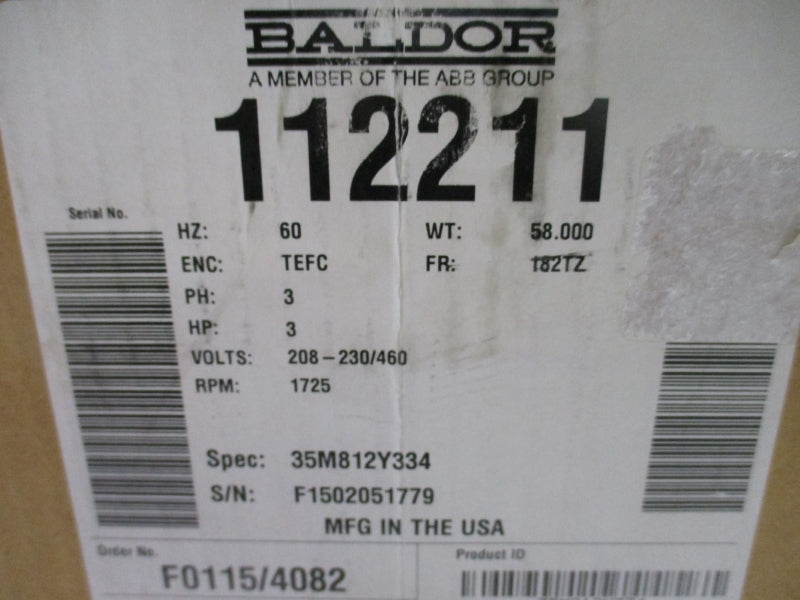 BALDOR
A MEMBER OF THE ABB GROUP
112211
Serial No.
HZ: 60 WT: 58.000
ENC: TEFC FR: 182TZ
PH: 3
HP: 3
VOLTS: 208-230/460
RPM: 1725
Spec: 35M812Y334
S/N: F1502051779
MFG IN THE USA
Order No. Product ID
F0115/4082